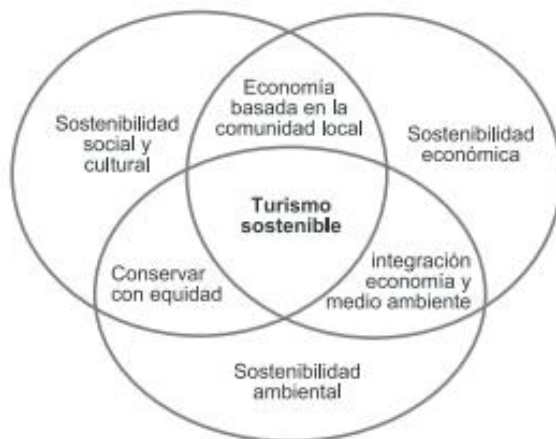 Economía
basada en la
comunidad local
Sostenibilidad
social y
cultural
Sostenibilidad
económica
Turismo
sostenible
Conservar
con equidad
integración
economía y
medio ambiente
Sostenibilidad
ambiental